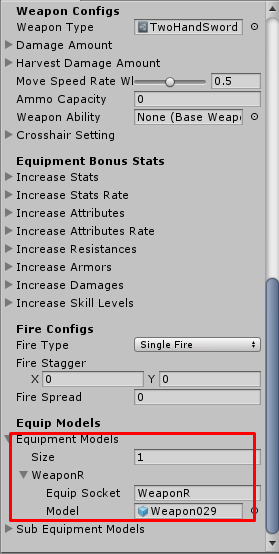 Weapon Configs
Weapon Type TwoHandSword
Damage Amount
Harvest Damage Amount
Move Speed Rate Wl 0.5
Ammo Capacity 0
Weapon Ability None (Base Weapo
Crosshair Setting
Equipment Bonus Stats
Increase Stats
Increase Stats Rate
Increase Attributes
Increase Attributes Rate
Increase Resistances
Increase Armors
Increase Damages
Increase Skill Levels
Fire Configs
Fire Type Single Fire
Fire Stagger
X 0 Y 0
Fire Spread 0
Equip Models
Equipment Models
Size 1
WeaponR
Equip Socket WeaponR
Model Weapon029
Sub Equipment Models